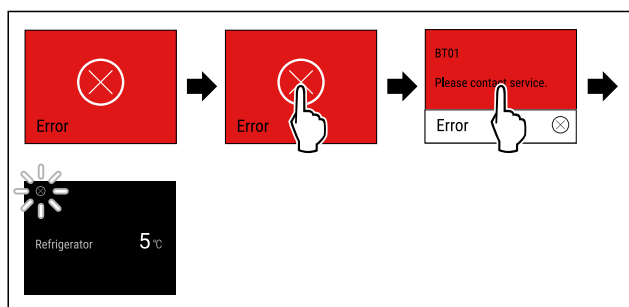 Error
Error
BT01
Please contact service.
Error
Refrigerator 5 °C